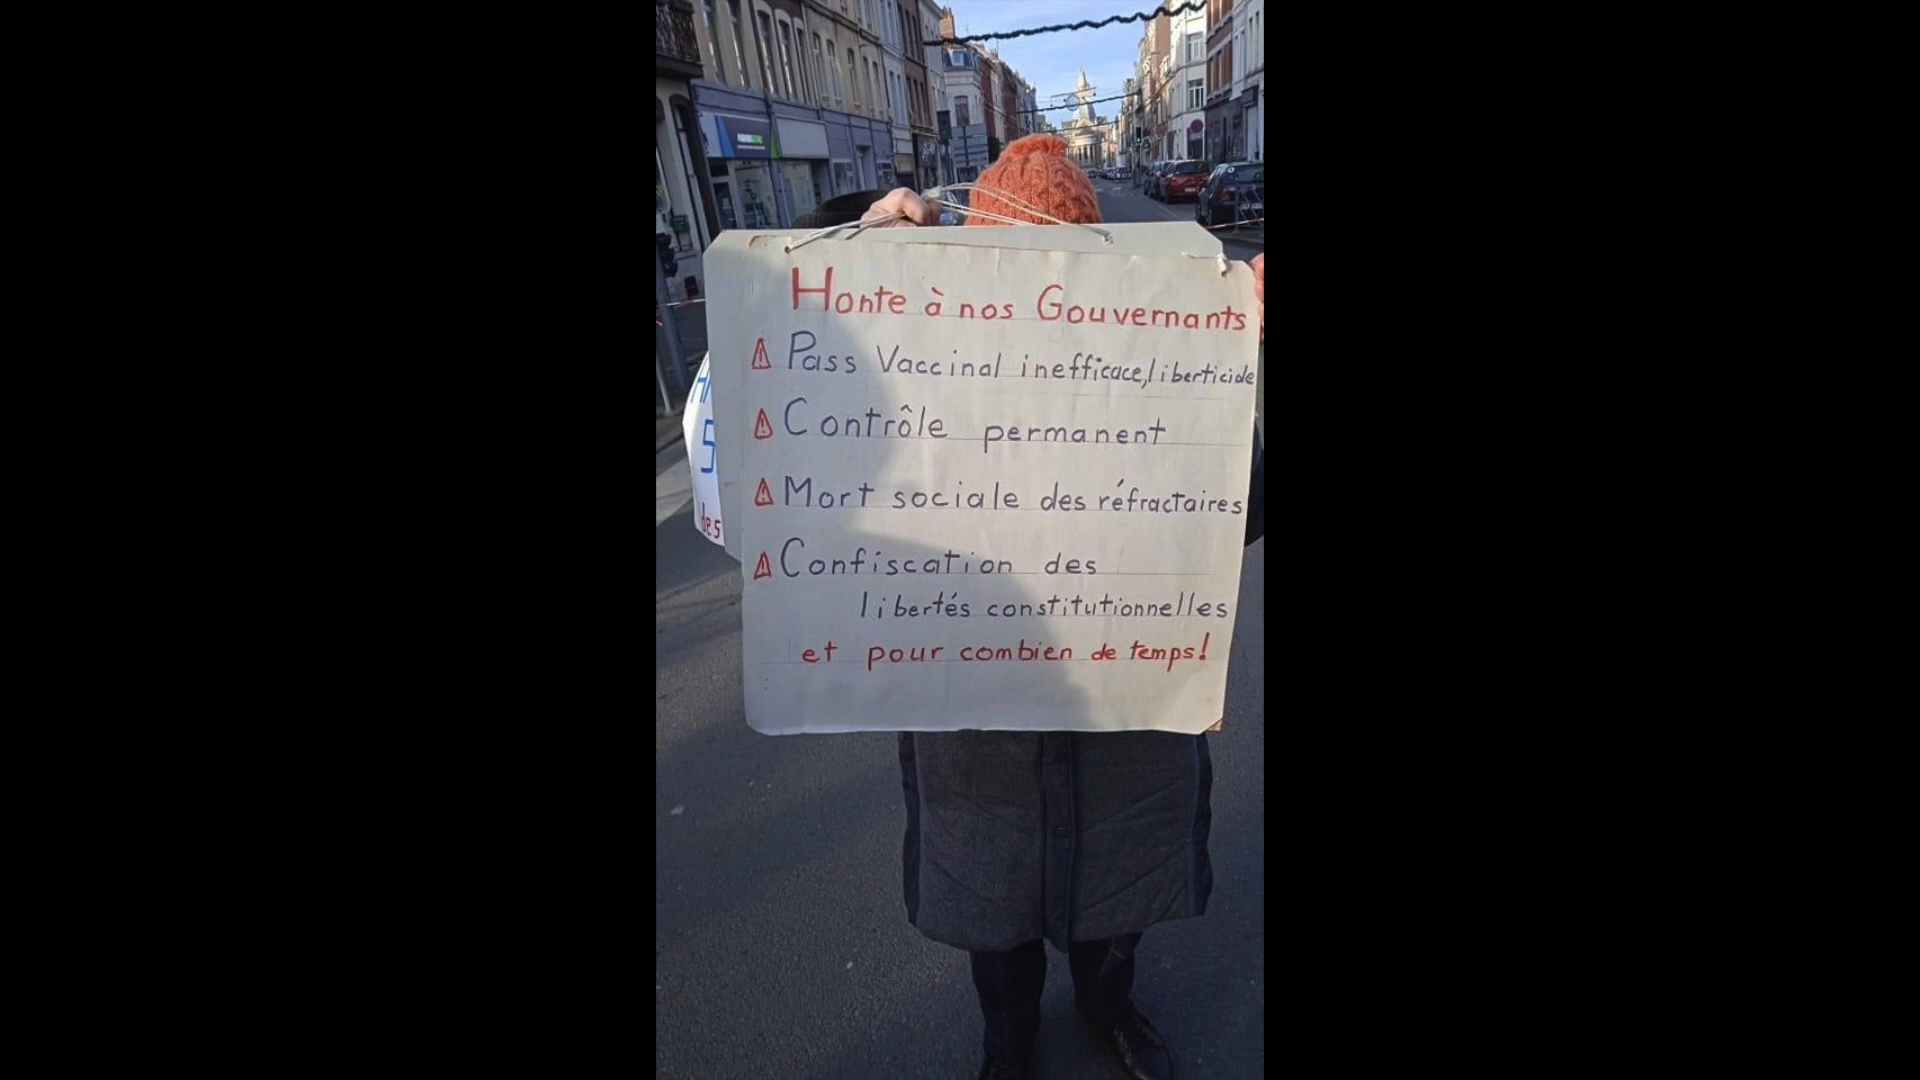 Honte à nos Gouvernants
⚠ Pass Vaccinal inefficace, liberticide
⚠ Contrôle permanent
⚠ Mort sociale des réfractaires
⚠ Confiscation des
libertés constitutionnelles
et pour combien de temps!
des